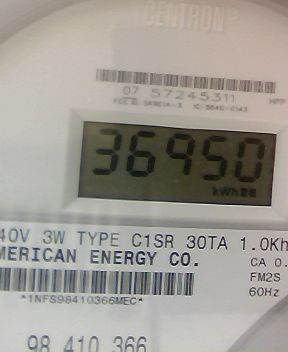 CENTRON®
07 57245311
36950
kWh
40V 3W TYPE C1SR 30TA 1.0Kh
MERICAN ENERGY CO.
CA 0.
FM2S
60Hz
*1NFS98410366MEC*
98 410 366